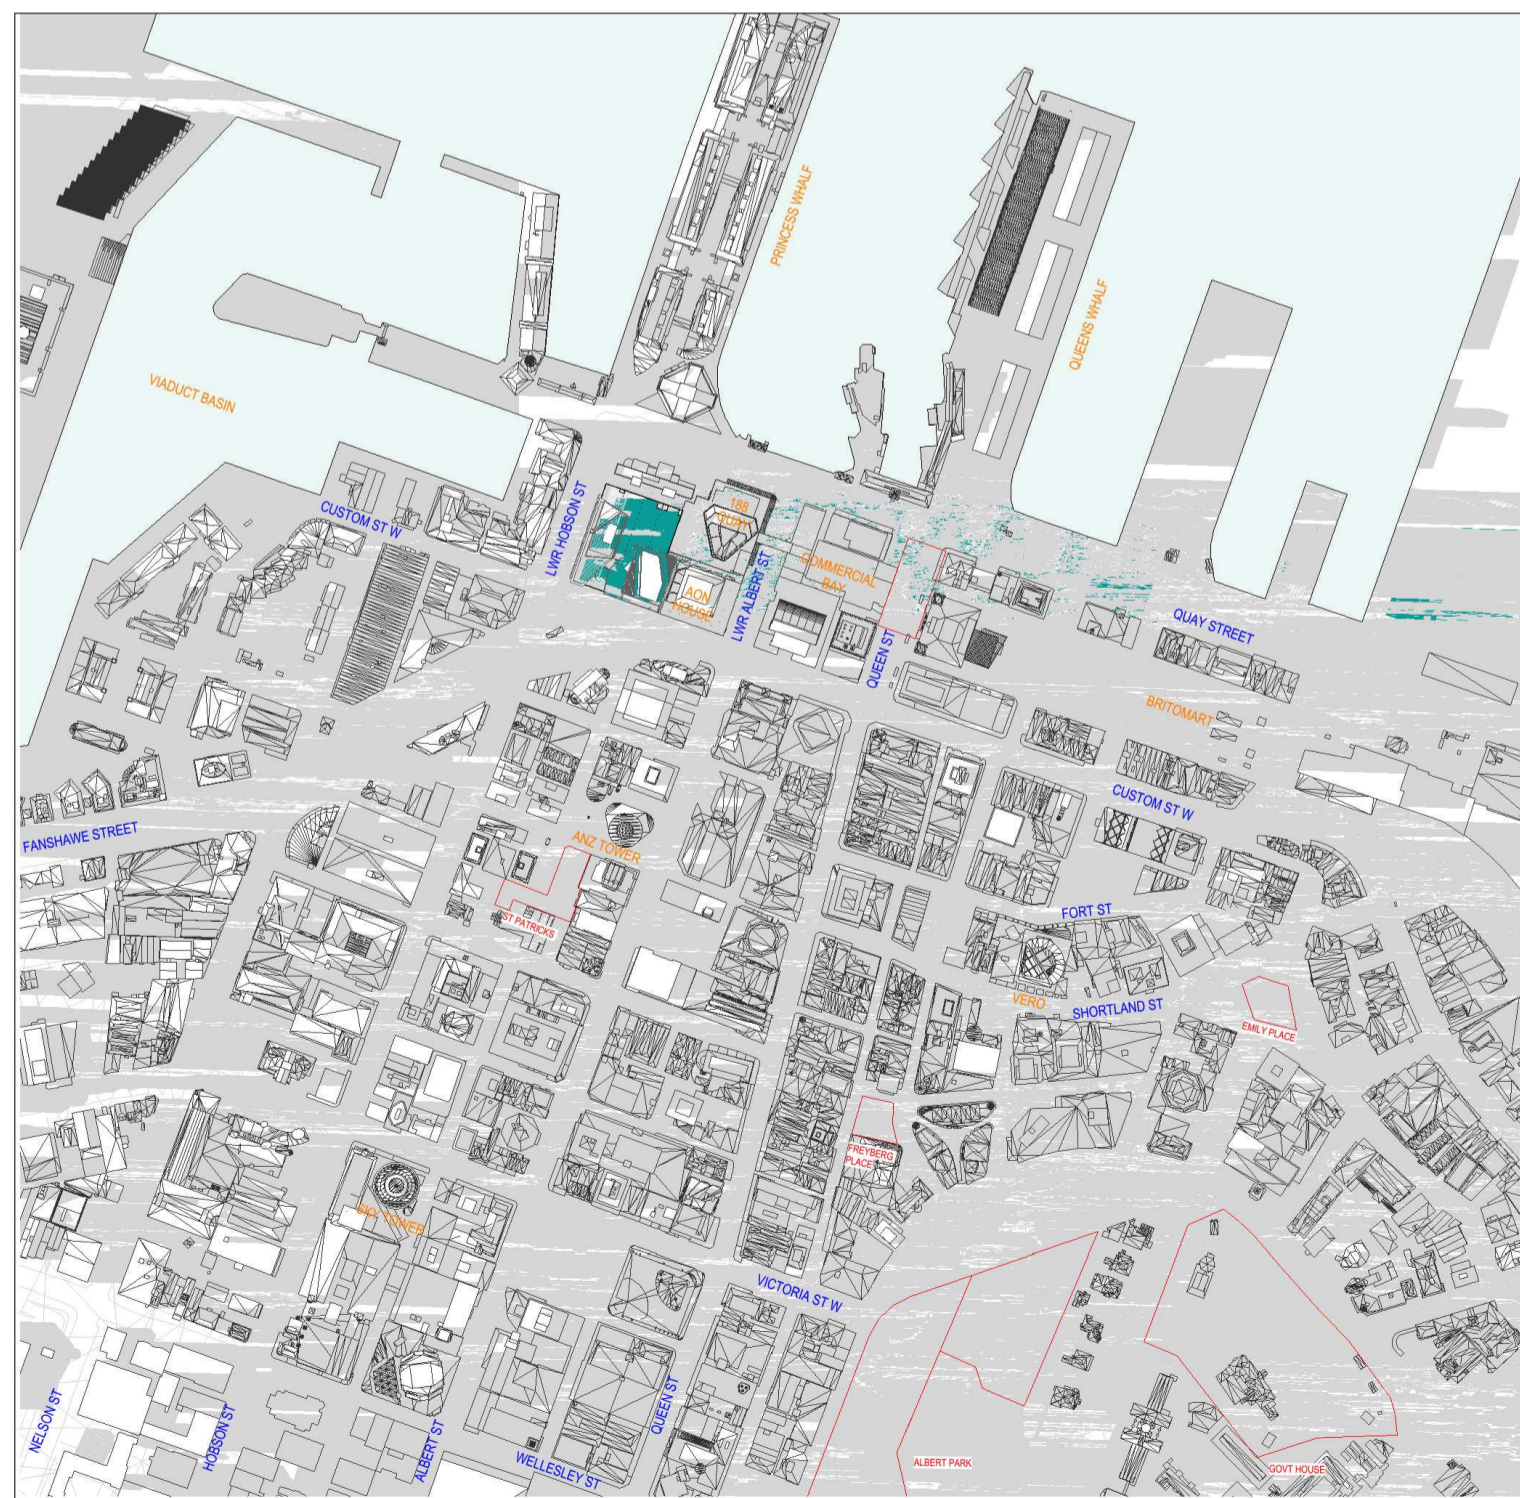 PRINCESS WHALF
QUEENS WHALF
VIADUCT BASIN
CUSTOM ST W
LWR HOBSON ST
188
QUAY
AON
HOUSE
LWR ALBERT ST
COMMERCIAL
BAY
QUEEN ST
QUAY STREET
BRITOMART
CUSTOM ST W
FANSHAWE STREET
ANZ TOWER
ST PATRICKS
FORT ST
VERO
SHORTLAND ST
EMILY PLACE
FREYBERG
PLACE
SKY TOWER
VICTORIA ST W
NELSON ST
HOBSON ST
ALBERT ST
WELLESLEY ST
QUEEN ST
ALBERT PARK
GOVT HOUSE